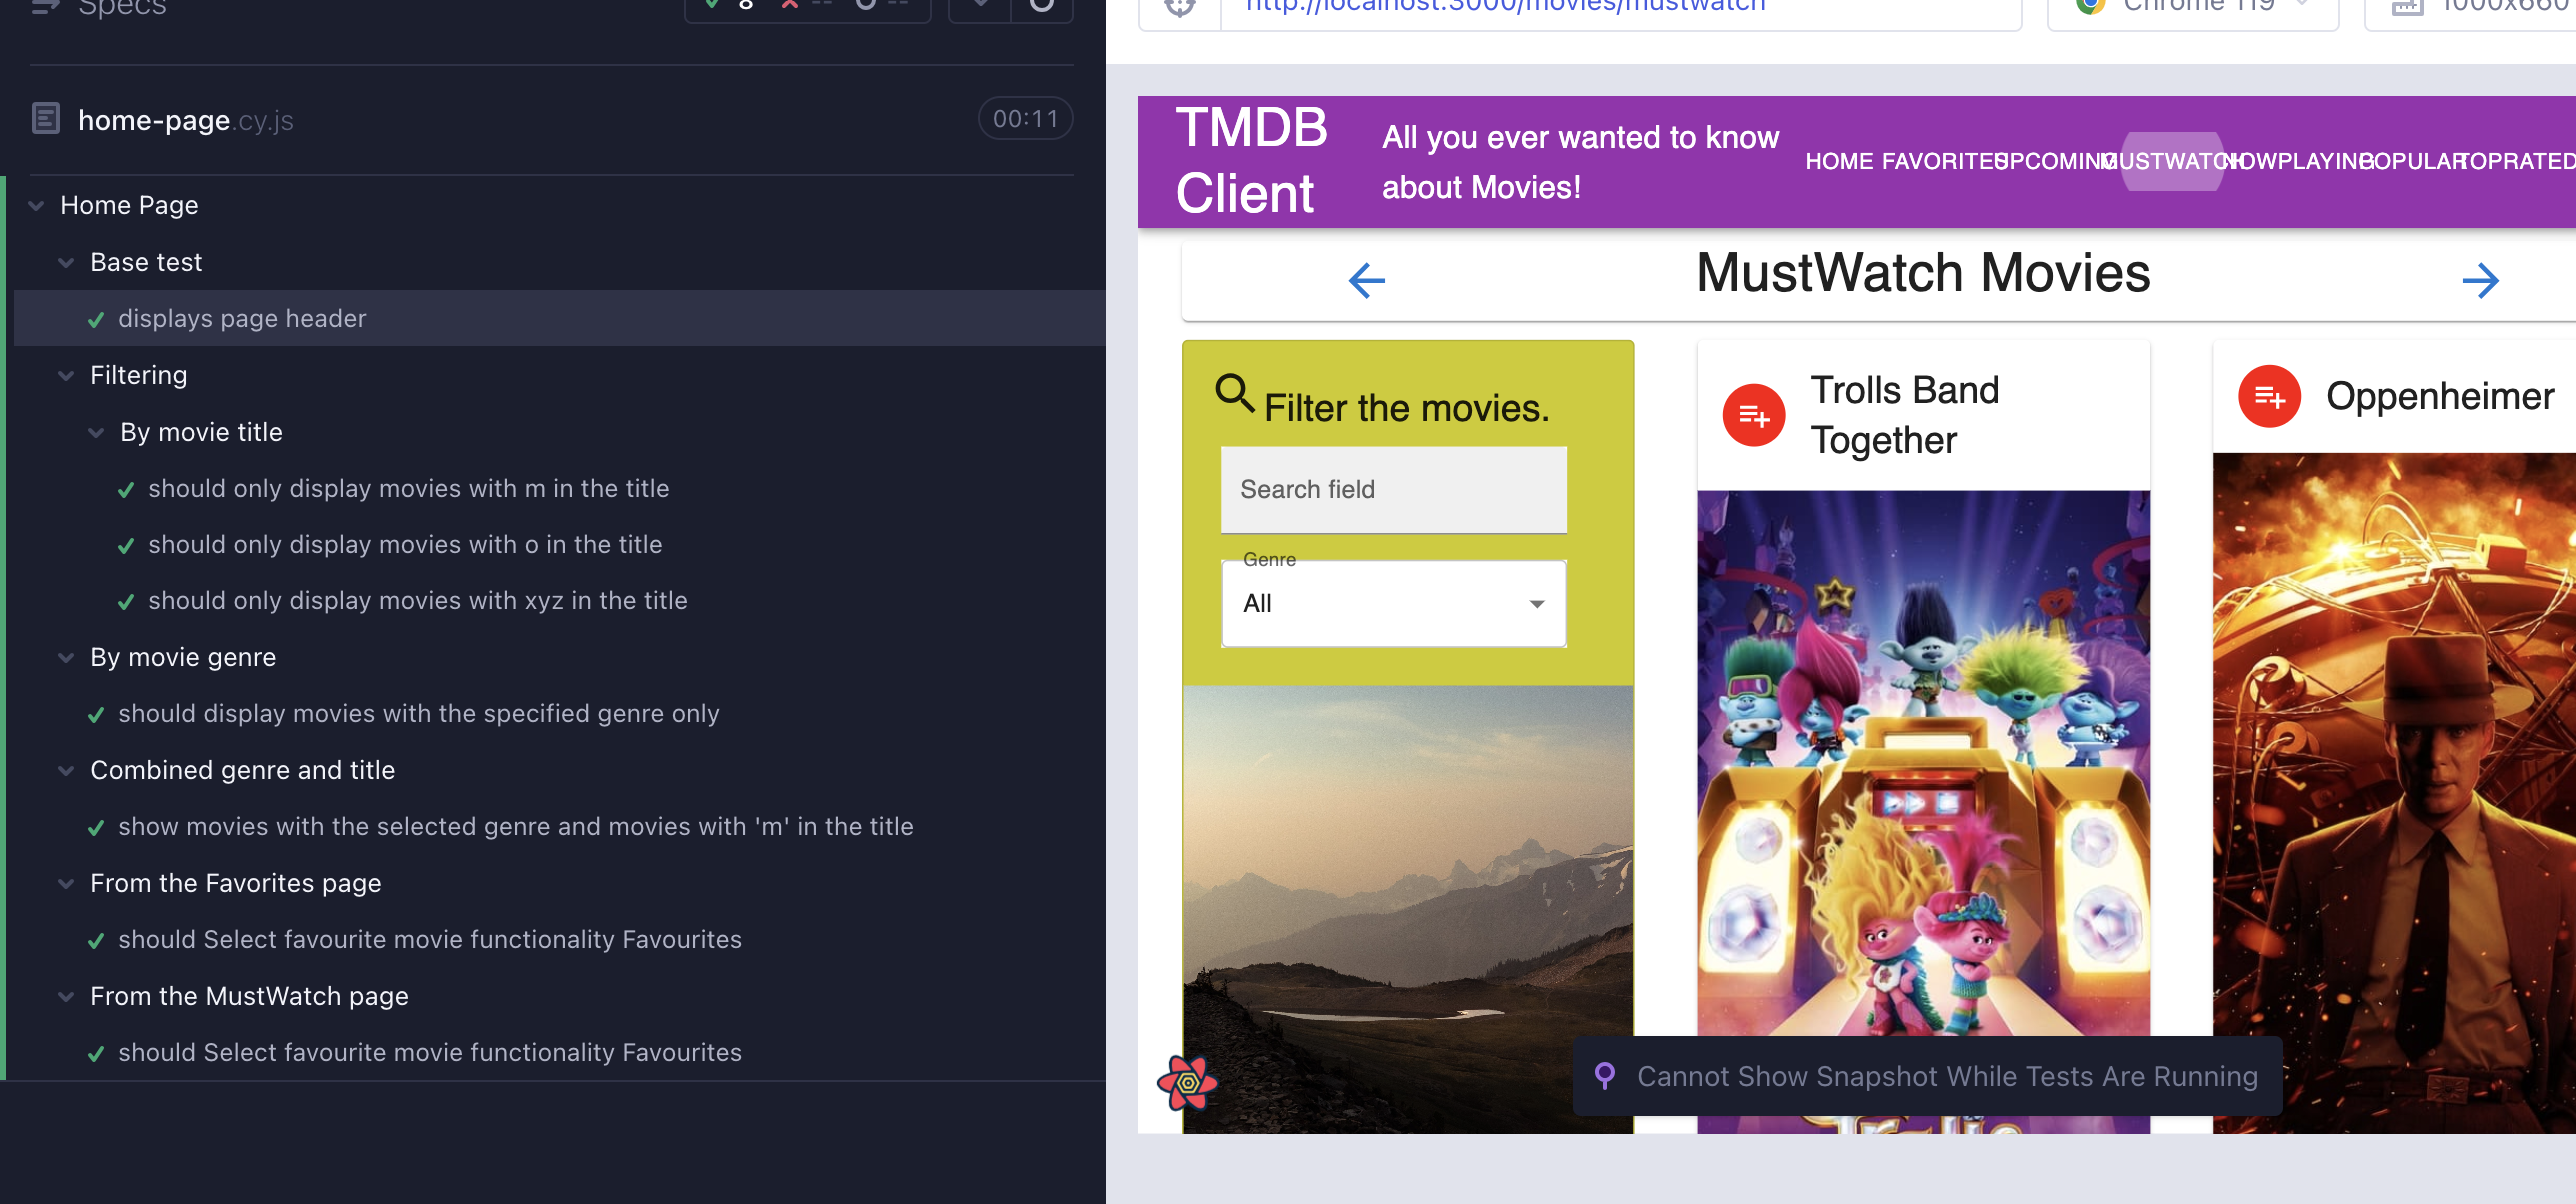 Specs
8 -- --
http://localhost:3000/movies/mustwatch
Chrome 119
1000x660
home-page.cy.js
00:11
Home Page
Base test
displays page header
Filtering
By movie title
should only display movies with m in the title
should only display movies with o in the title
should only display movies with xyz in the title
By movie genre
should display movies with the specified genre only
Combined genre and title
show movies with the selected genre and movies with 'm' in the title
From the Favorites page
should Select favourite movie functionality Favourites
From the MustWatch page
should Select favourite movie functionality Favourites
TMDB
Client
All you ever wanted to know
about Movies!
HOME FAVORITES UPCOMING MUSTWATCH NOWPLAYING POPULAR TOPRATED
MustWatch Movies
Filter the movies.
Search field
Genre
All
Trolls Band
Together
Oppenheimer
Trolls
Cannot Show Snapshot While Tests Are Running